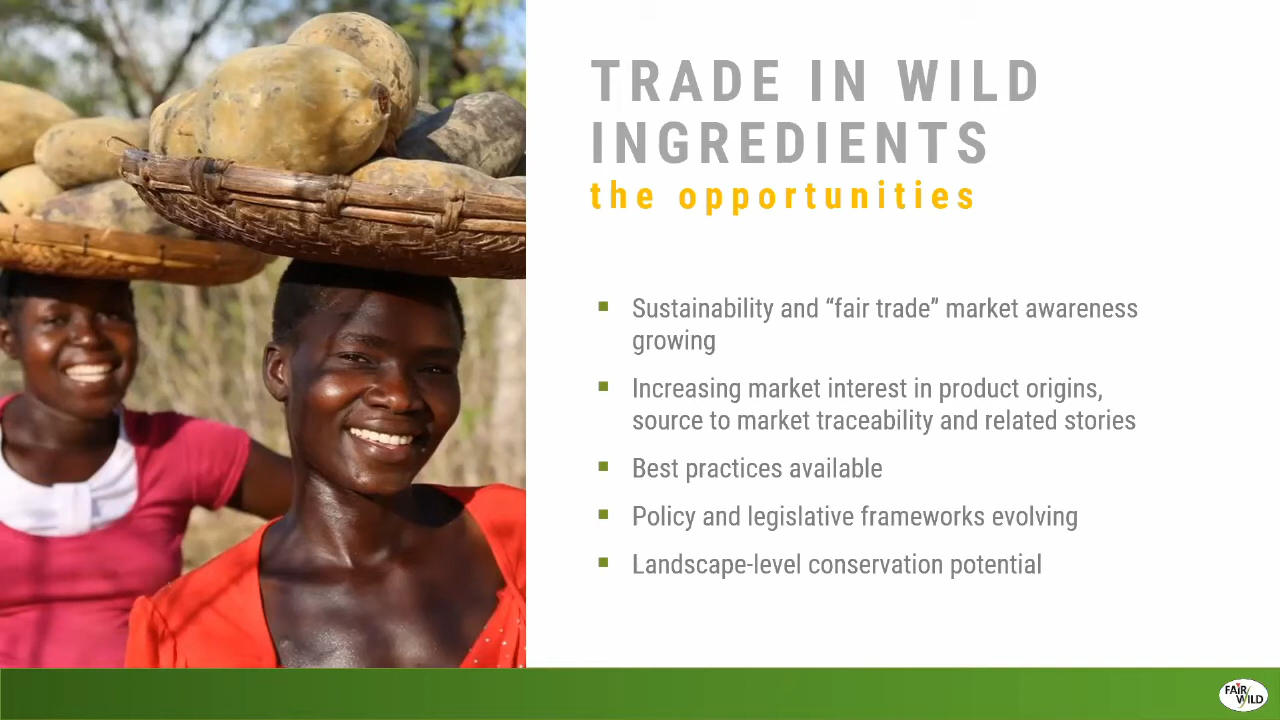 TRADE IN WILD
INGREDIENTS
the opportunities
Sustainability and “fair trade” market awareness
growing
Increasing market interest in product origins,
source to market traceability and related stories
Best practices available
Policy and legislative frameworks evolving
Landscape-level conservation potential
FAIR
WILD